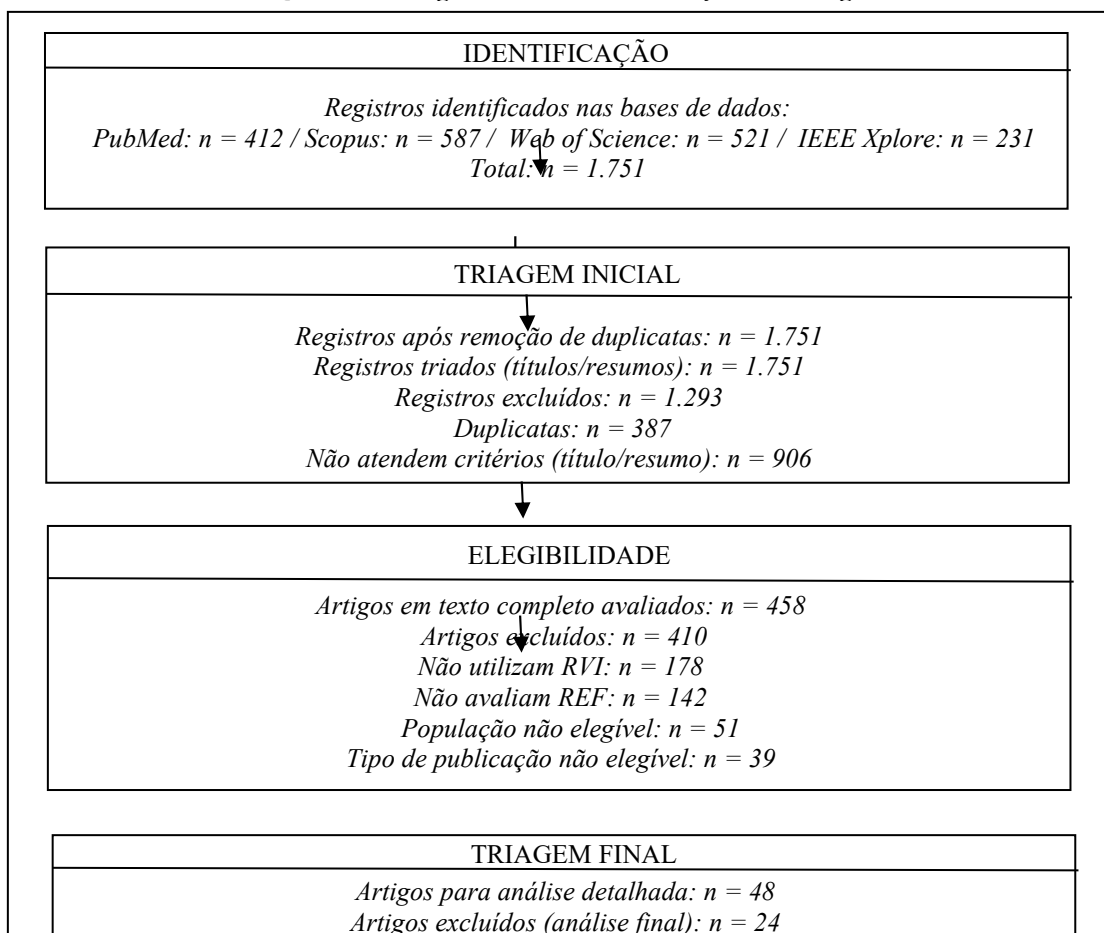 IDENTIFICAÇÃO
Registros identificados nas bases de dados:
PubMed: n = 412 / Scopus: n = 587 / Web of Science: n = 521 / IEEE Xplore: n = 231
Total: n = 1.751
TRIAGEM INICIAL
Registros após remoção de duplicatas: n = 1.751
Registros triados (títulos/resumos): n = 1.751
Registros excluídos: n = 1.293
Duplicatas: n = 387
Não atendem critérios (título/resumo): n = 906
ELEGIBILIDADE
Artigos em texto completo avaliados: n = 458
Artigos excluídos: n = 410
Não utilizam RVI: n = 178
Não avaliam REF: n = 142
População não elegível: n = 51
Tipo de publicação não elegível: n = 39
TRIAGEM FINAL
Artigos para análise detalhada: n = 48
Artigos excluídos (análise final): n = 24